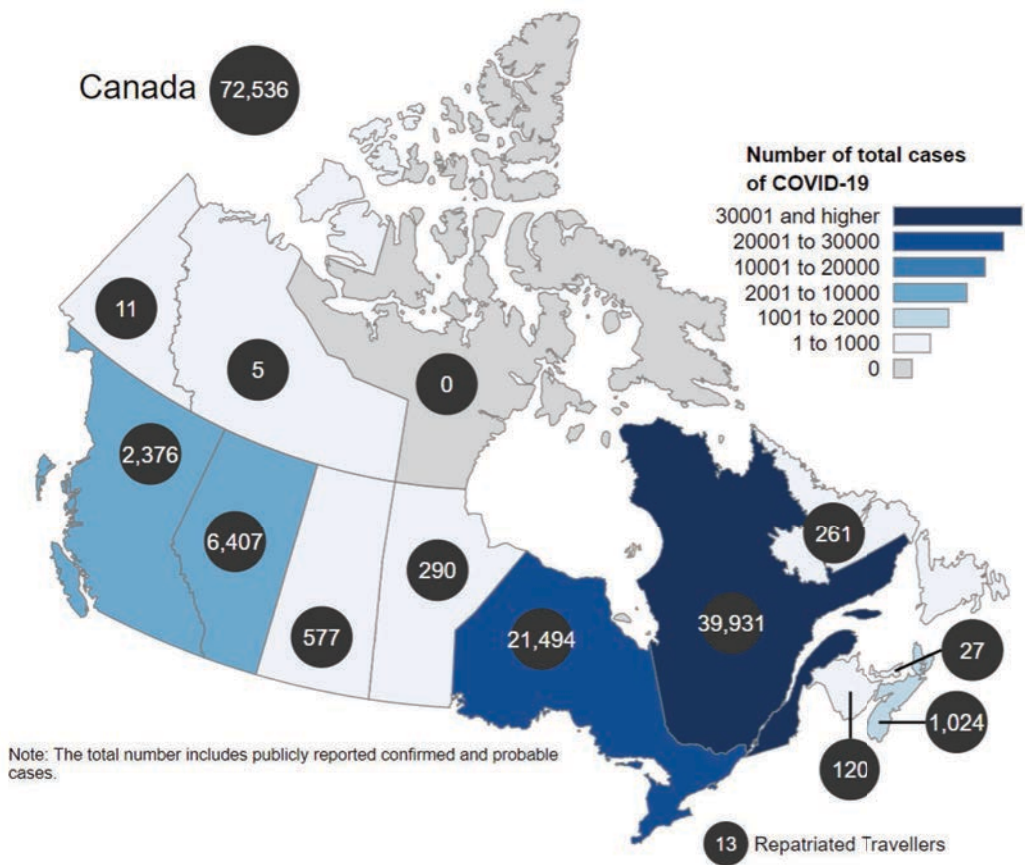 Canada 72,536
Number of total cases
of COVID-19
30001 and higher
20001 to 30000
10001 to 20000
2001 to 10000
1001 to 2000
1 to 1000
0
11
5
0
2,376
6,407
577
290
21,494
39,931
261
27
1,024
120
Note: The total number includes publicly reported confirmed and probable
cases.
13 Repatriated Travellers